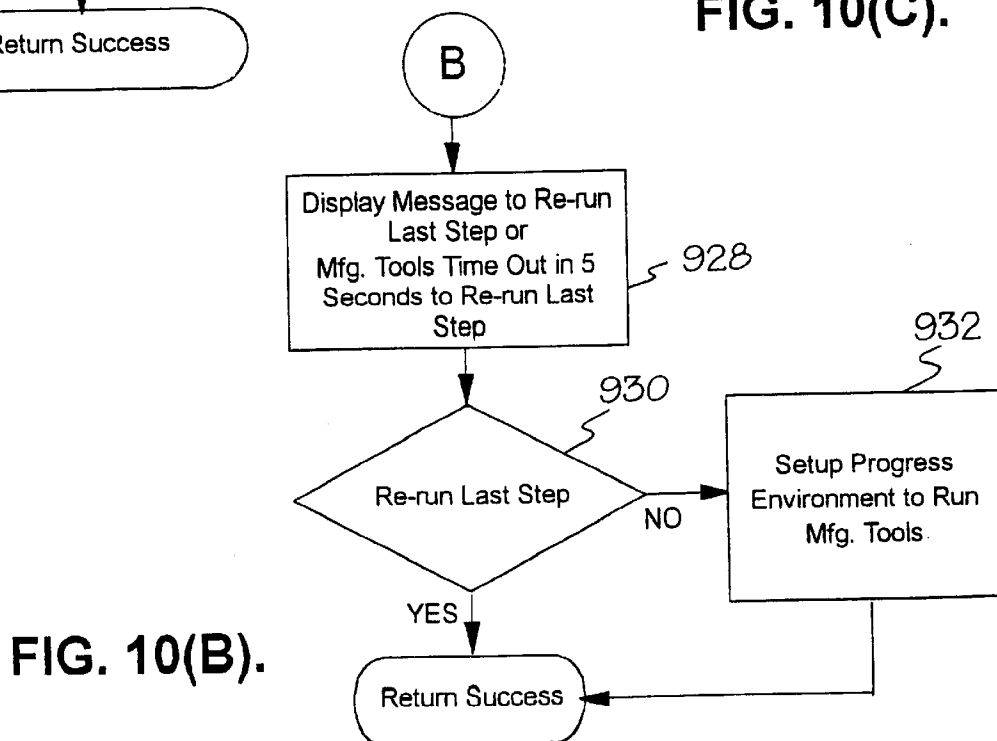 FIG. 10(C).
Return Success
B
Display Message to Re-run
Last Step or
Mfg. Tools Time Out in 5
Seconds to Re-run Last
Step
928
932
930
Re-run Last Step
NO
Setup Progress
Environment to Run
Mfg. Tools
YES
FIG. 10(B).
Return Success